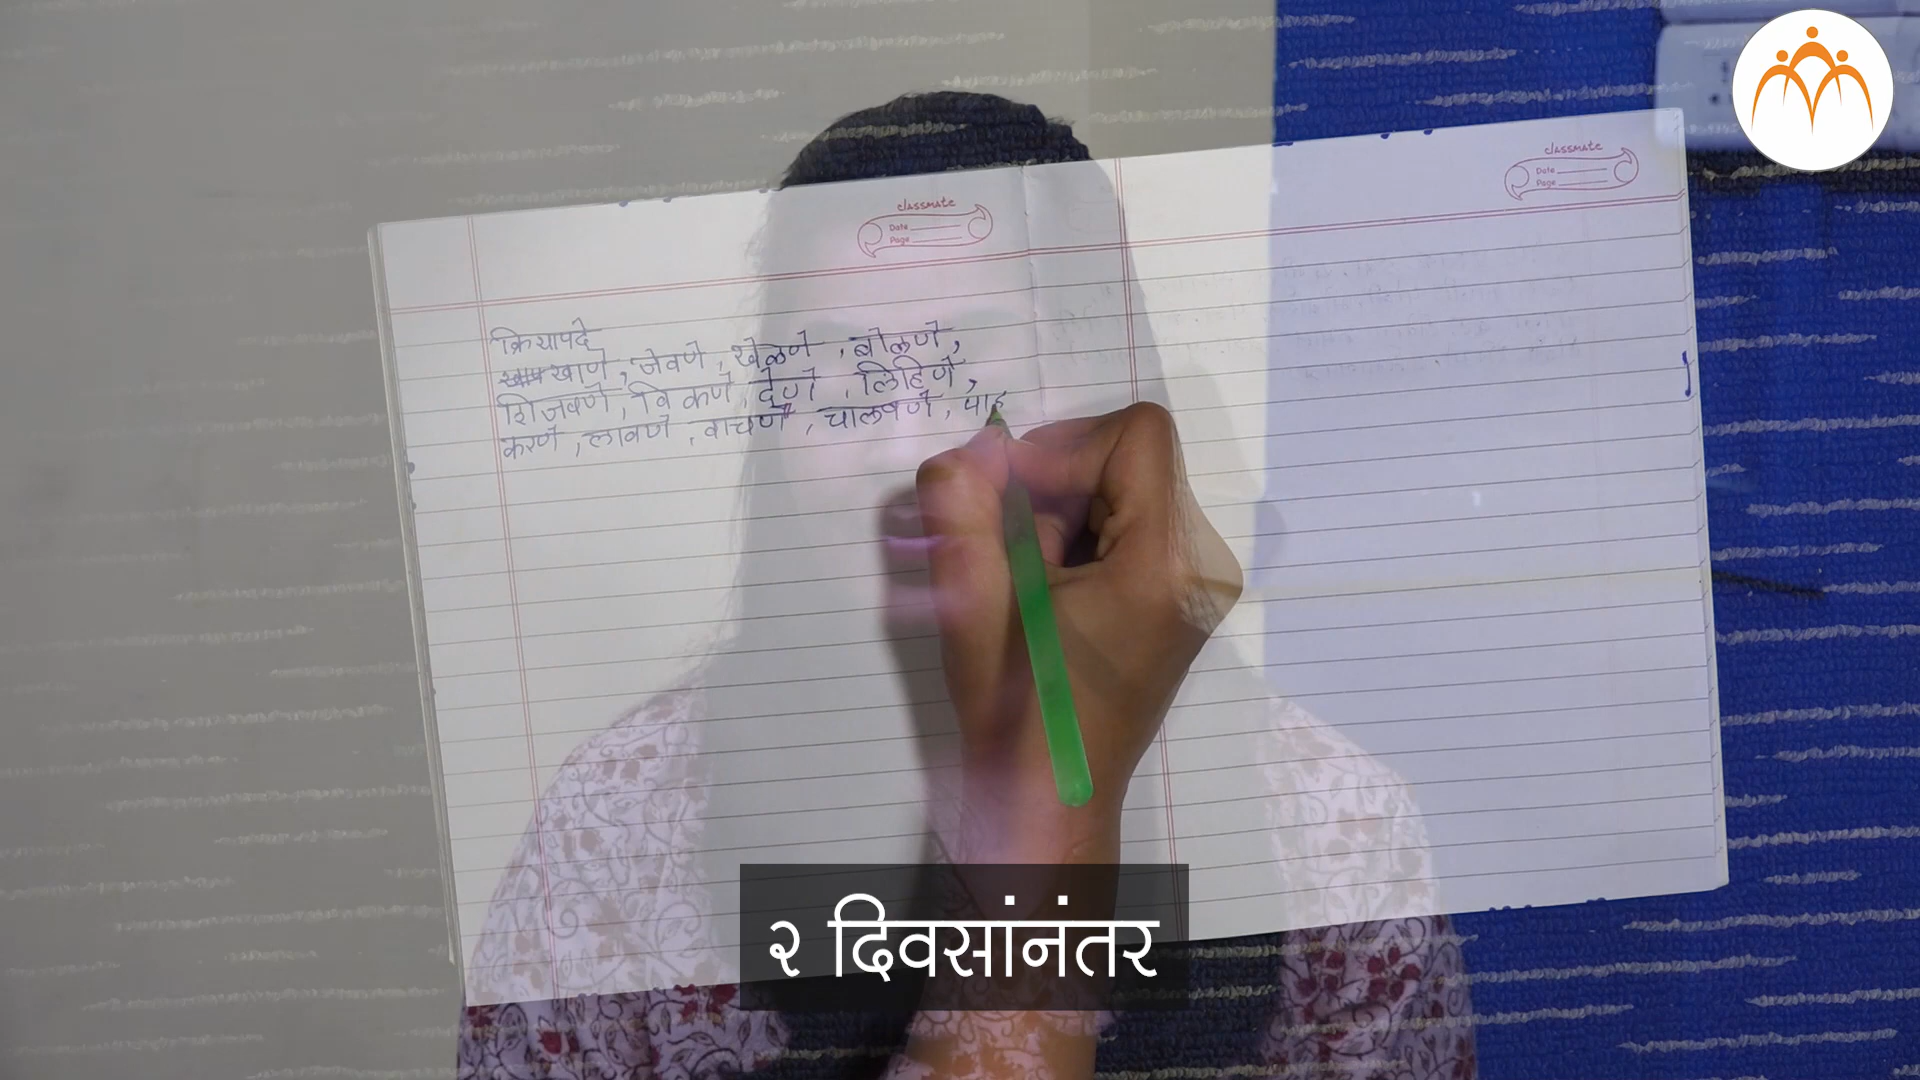 classmate
Date
Page
classmate
Date
Page
क्रियापदे
खाणे, जेवणे, खेळणे, बोलणे,
शिजवणे, विकणे, देणे, लिहिणे,
करणे, लावणे, वाचणे, चालवणे, पाह
२ दिवसांनंतर